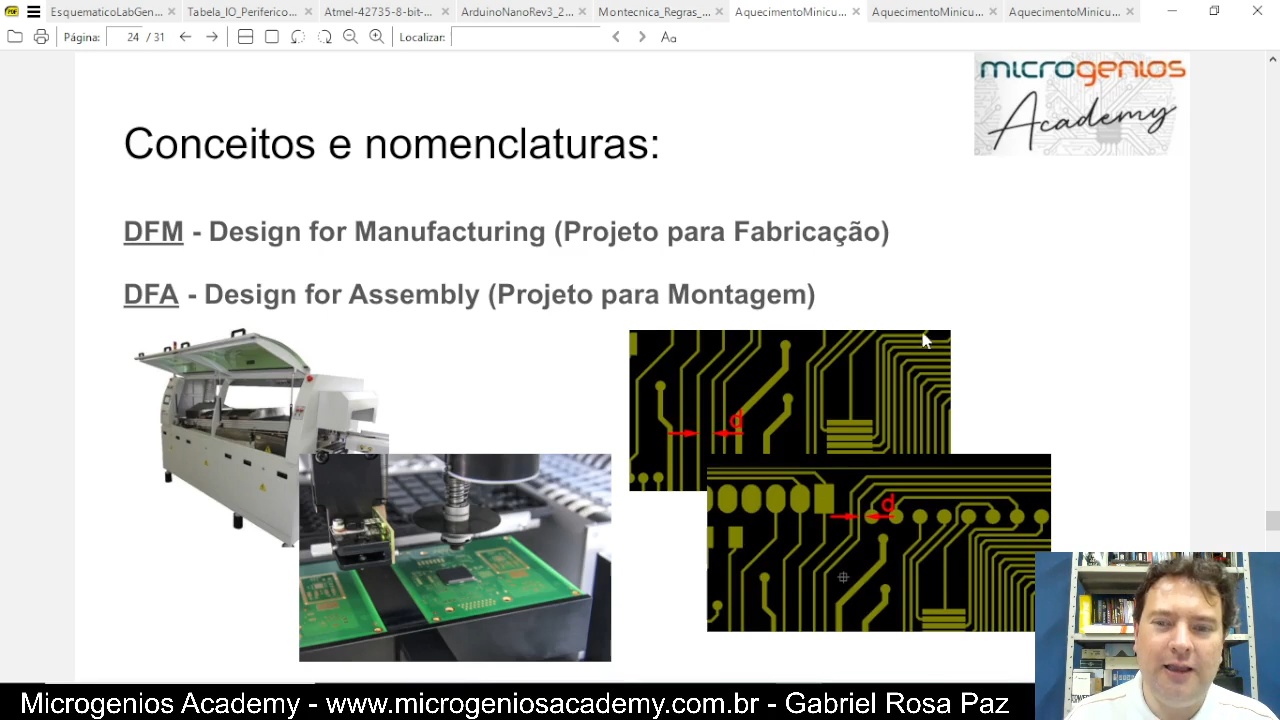 EsquematicoLabGen...
Tabela_IO_Periferico...
Atmel-42735-8-bit-...
ArduinoNanoRev3_2...
Montecnica_Regras_...
AquecimentoMinicu...
AquecimentoMinicu...
AquecimentoMinicu...
Página: 24 / 31
Localizar:
microgenios
Academy
Conceitos e nomenclaturas:
DFM - Design for Manufacturing (Projeto para Fabricação)
DFA - Design for Assembly (Projeto para Montagem)
d
d
Microgenios Academy - www.microgeniosacademy.com.br - Gabriel Rosa Paz